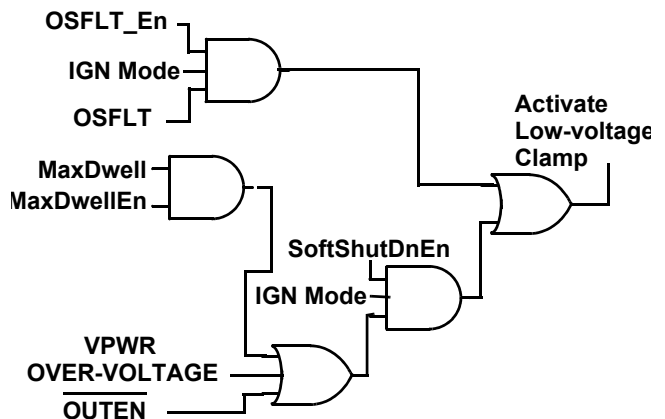 OSFLT_En
IGN Mode
OSFLT
Activate
Low-voltage
Clamp
MaxDwell
MaxDwellEn
SoftShutDnEn
IGN Mode
VPWR
OVER-VOLTAGE
OUTEN